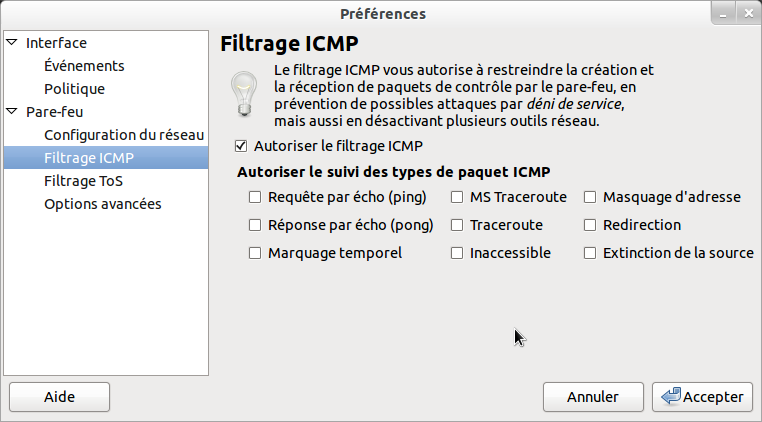 Préférences
Interface
Événements
Politique
Pare-feu
Configuration du réseau
Filtrage ICMP
Filtrage ToS
Options avancées
Filtrage ICMP
Le filtrage ICMP vous autorise à restreindre la création et
la réception de paquets de contrôle par le pare-feu, en
prévention de possibles attaques par déni de service,
mais aussi en désactivant plusieurs outils réseau.
Autoriser le filtrage ICMP
Autoriser le suivi des types de paquet ICMP
Requête par écho (ping)
MS Traceroute
Masquage d'adresse
Réponse par écho (pong)
Traceroute
Redirection
Marquage temporel
Inaccessible
Extinction de la source
Aide
Annuler
Accepter